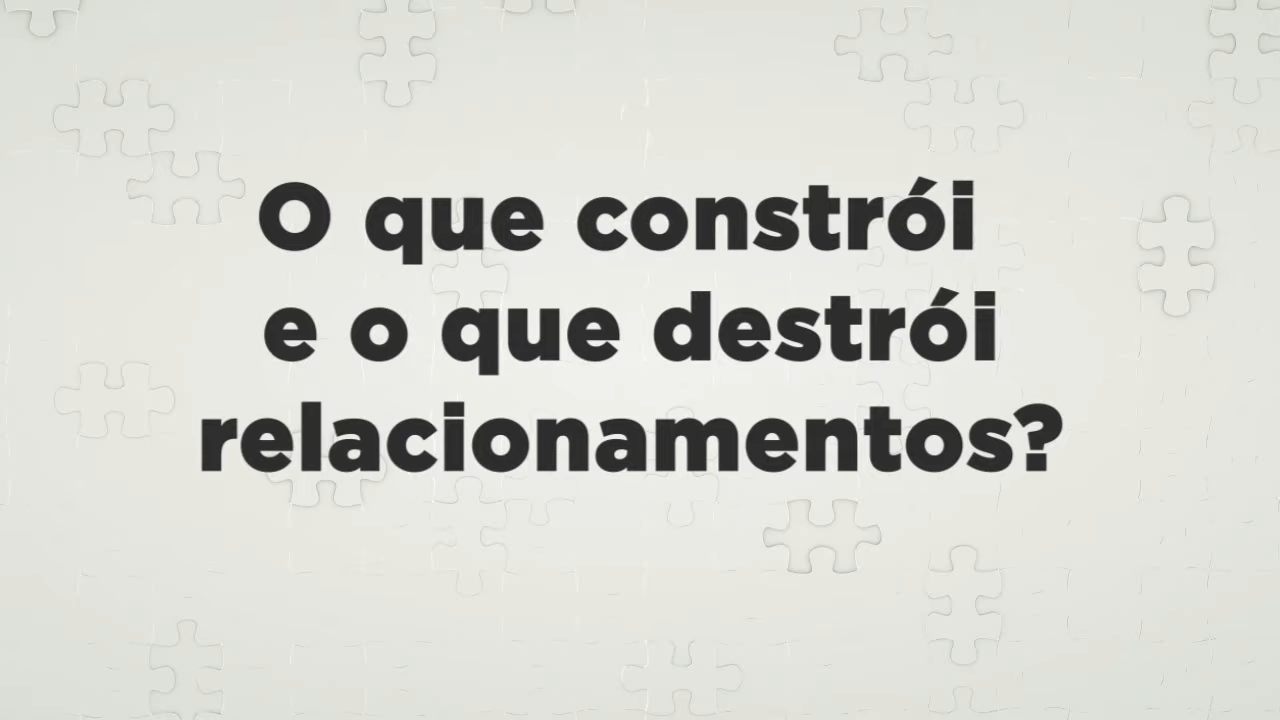 O que constrói
e o que destrói
relacionamentos?